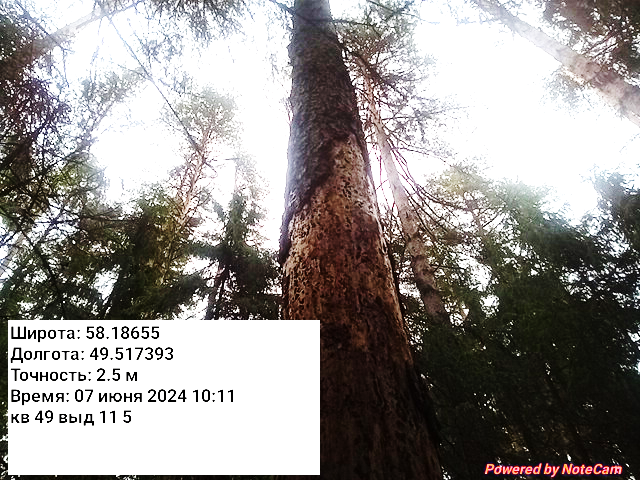 Широта: 58.18655
Долгота: 49.517393
Точность: 2.5 м
Время: 07 июня 2024 10:11
кв 49 выд 11 5
Powered by NoteCam